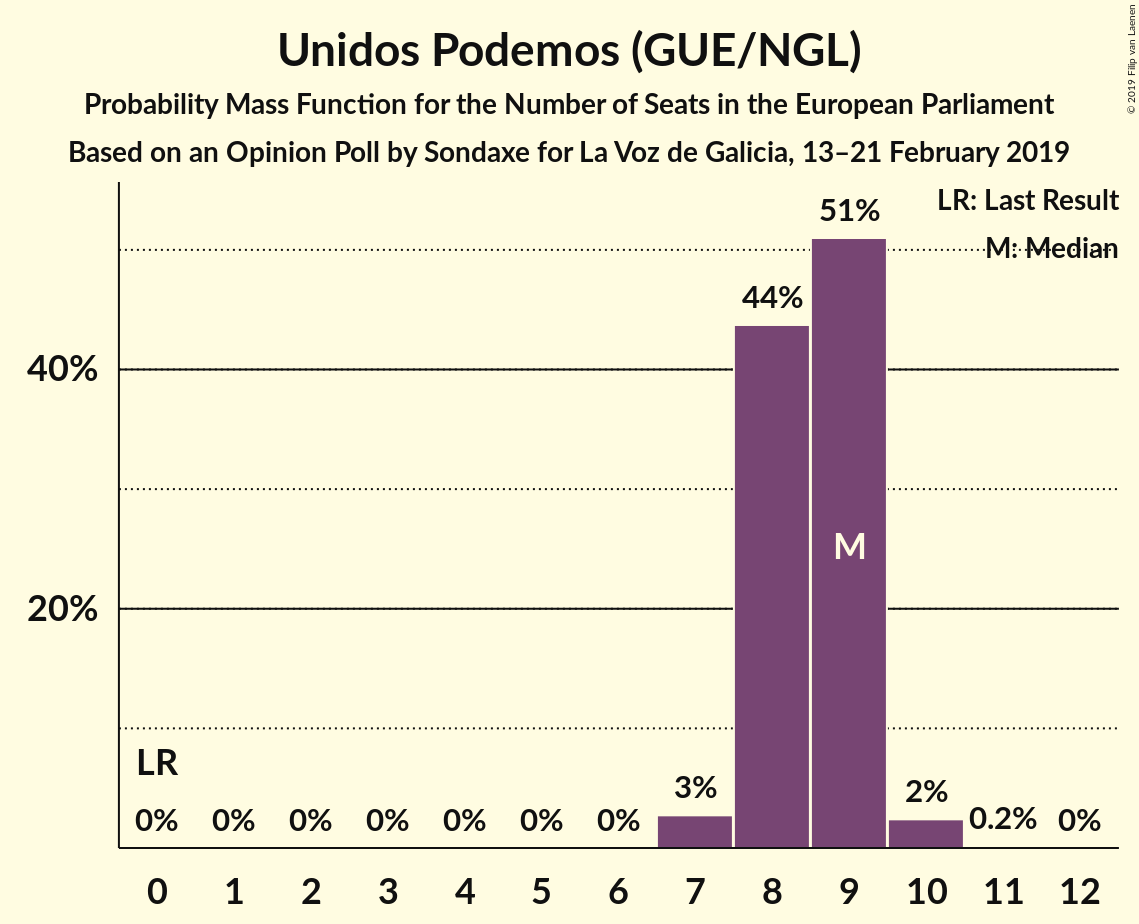 Unidos Podemos (GUE/NGL)
Probability Mass Function for the Number of Seats in the European Parliament
Based on an Opinion Poll by Sondaxe for La Voz de Galicia, 13–21 February 2019
© 2019 Filip van Laenen
LR: Last Result
M: Median
51%
44%
40%
M
20%
LR
3%
2%
0% 0% 0% 0% 0% 0% 0% 0.2% 0%
0 1 2 3 4 5 6 7 8 9 10 11 12